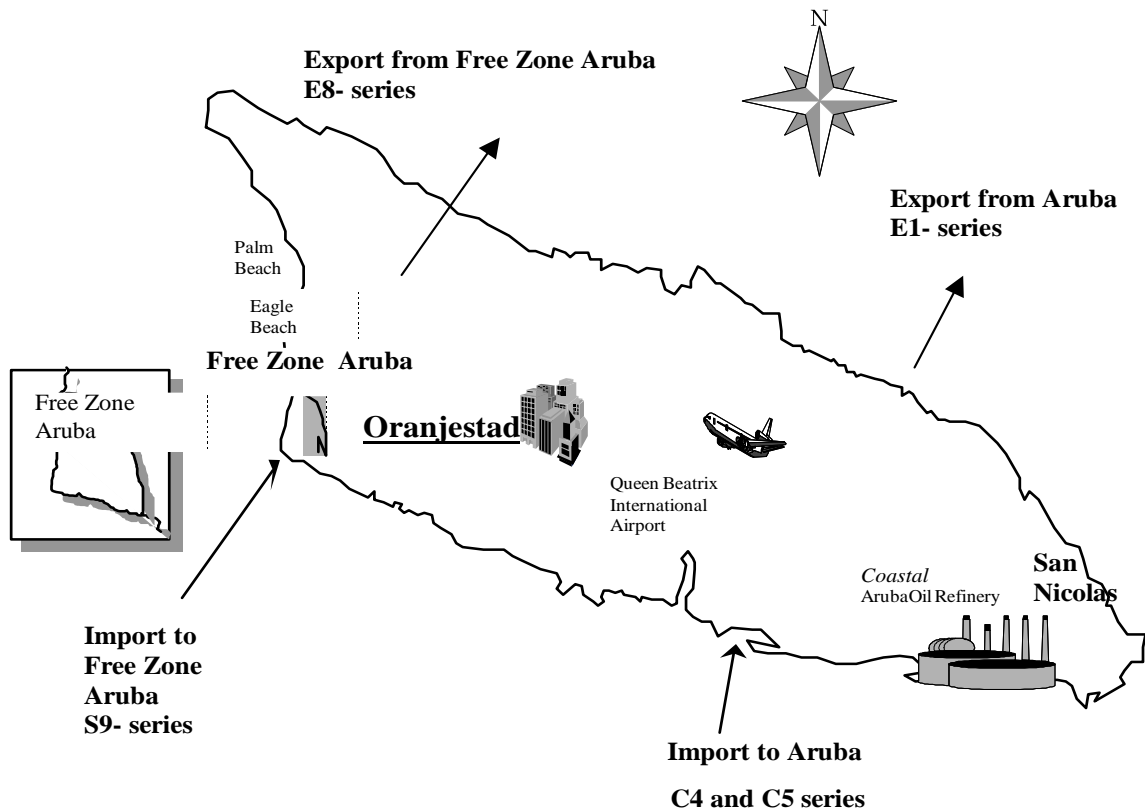 N
Export from Free Zone Aruba
E8- series
Export from Aruba
E1- series
Palm
Beach
Eagle
Beach
Free Zone Aruba
Free Zone
Aruba
N
Oranjestad
Queen Beatrix
International
Airport
Coastal
ArubaOil Refinery
San
Nicolas
Import to
Free Zone
Aruba
S9- series
Import to Aruba
C4 and C5 series